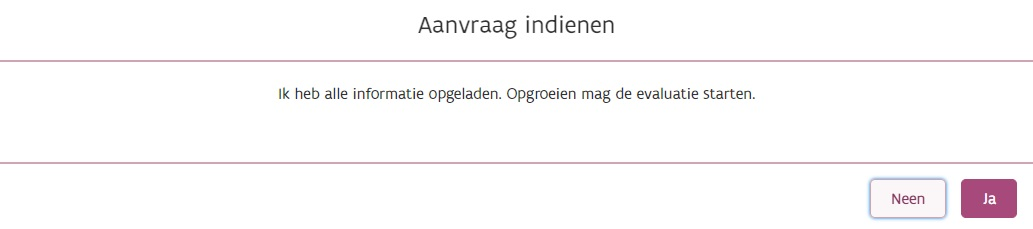 Aanvraag indienen
Ik heb alle informatie opgeladen. Opgroeien mag de evaluatie starten.
Neen
Ja